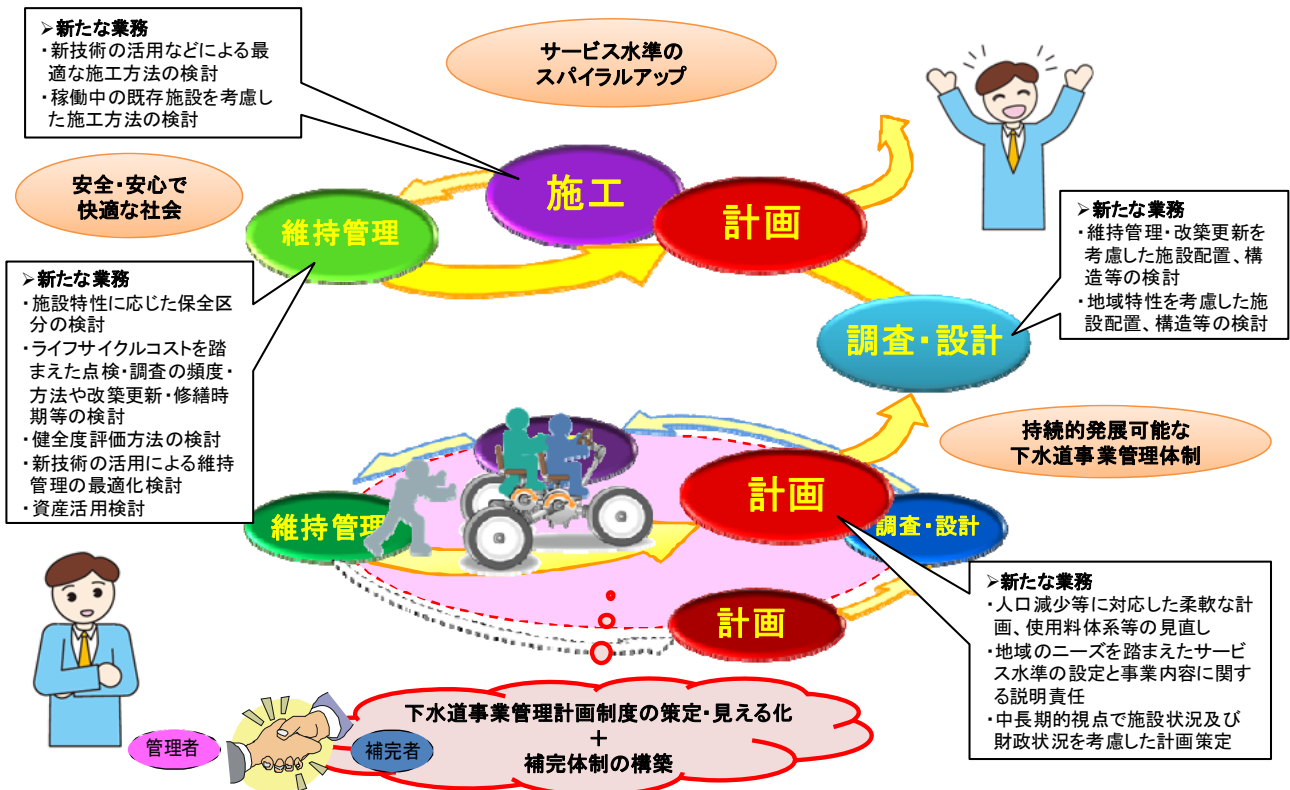 ➢新たな業務
・新技術の活用などによる最
適な施工方法の検討
・稼働中の既存施設を考慮し
た施工方法の検討
サービス水準の
スパイラルアップ
安全・安心で
快適な社会
施工
計画
維持管理
➢新たな業務
・維持管理・改築更新を
考慮した施設配置、構
造等の検討
・地域特性を考慮した施
設配置、構造等の検討
➢新たな業務
・施設特性に応じた保全区
分の検討
・ライフサイクルコストを踏
まえた点検・調査の頻度・
方法や改築更新・修繕時
期等の検討
・健全度評価方法の検討
・新技術の活用による維持
管理の最適化検討
・資産活用検討
調査・設計
持続的発展可能な
下水道事業管理体制
計画
維持管理
調査・設計
計画
➢新たな業務
・人口減少等に対応した柔軟な計
画、使用料体系等の見直し
・地域のニーズを踏まえたサービ
ス水準の設定と事業内容に関す
る説明責任
・中長期的視点で施設状況及び
財政状況を考慮した計画策定
下水道事業管理計画制度の策定・見える化
+
補完体制の構築
管理者
補完者